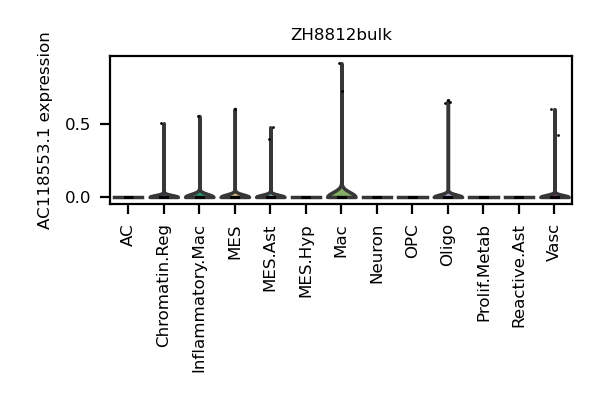 ZH8812bulk
AC118553.1 expression
0.5
0.0
AC
Chromatin.Reg
Inflammatory.Mac
MES
MES.Ast
MES.Hyp
Mac
Neuron
OPC
Oligo
Prolif.Metab
Reactive.Ast
Vasc